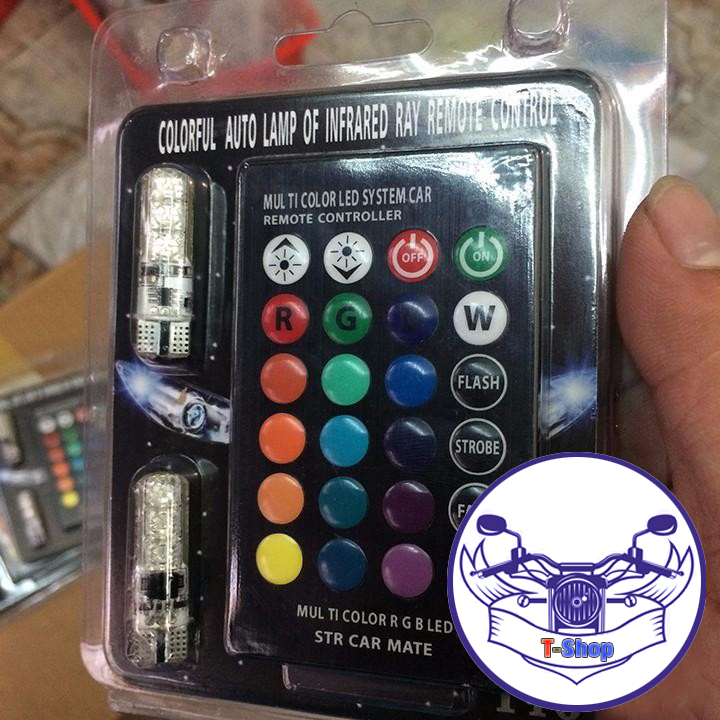 COLORFUL AUTO LAMP OF INFRARED RAY REMOTE CONTROL
MULTI COLOR LED SYSTEM CAR
REMOTE CONTROLLER
OFF
ON
R
G
W
FLASH
STROBE
MULTI COLOR R G B LED
STR CAR MATE
T-Shop